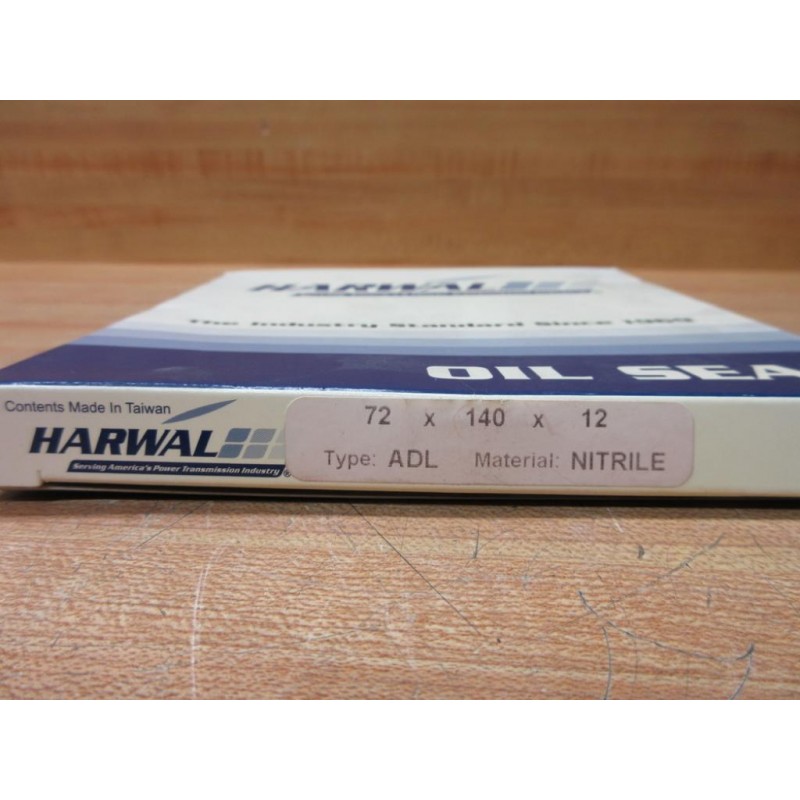 HARWAL
The Industry Standard Since 1969
OIL SEA
Contents Made In Taiwan
HARWAL
Serving America's Power Transmission Industry®
72 x 140 x 12
Type: ADL Material: NITRILE